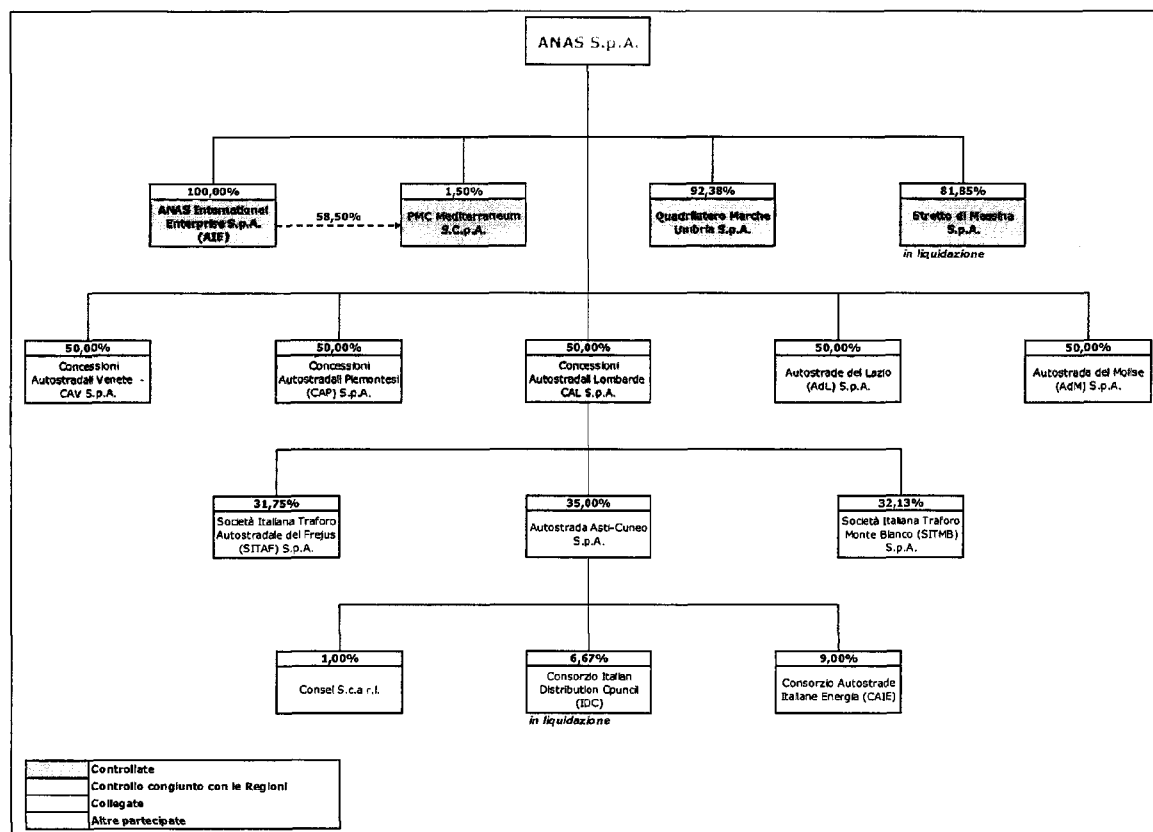 ANAS S.p.A.
100,00%
ANAS International
Enterprise S.p.A.
(AIE)
58,50%
1,50%
PMC Mediterraneum
S.C.p.A.
92,38%
Quadrilatero Marche
Umbria S.p.A.
81,85%
Stretto di Messina
S.p.A.
in liquidazione
50,00%
Concessioni
Autostradali Venete -
CAV S.p.A.
50,00%
Concessioni
Autostradali Piemontesi
(CAP) S.p.A.
50,00%
Concessioni
Autostradali Lombarde
CAL S.p.A.
50,00%
Autostrade del Lazio
(AdL) S.p.A.
50,00%
Autostrada del Molise
(AdM) S.p.A.
31,75%
Società Italiana Traforo
Autostradale del Frejus
(SITAF) S.p.A.
35,00%
Autostrada Asti-Cuneo
S.p.A.
32,13%
Società Italiana Traforo
Monte Bianco (SITMB)
S.p.A.
1,00%
Consel S.c.a r.l.
6,67%
Consorzio Italian
Distribution Council
(IDC)
in liquidazione
9,00%
Consorzio Autostrade
Italiane Energia (CAIE)
Controllate
Controllo congiunto con le Regioni
Collegate
Altre partecipate